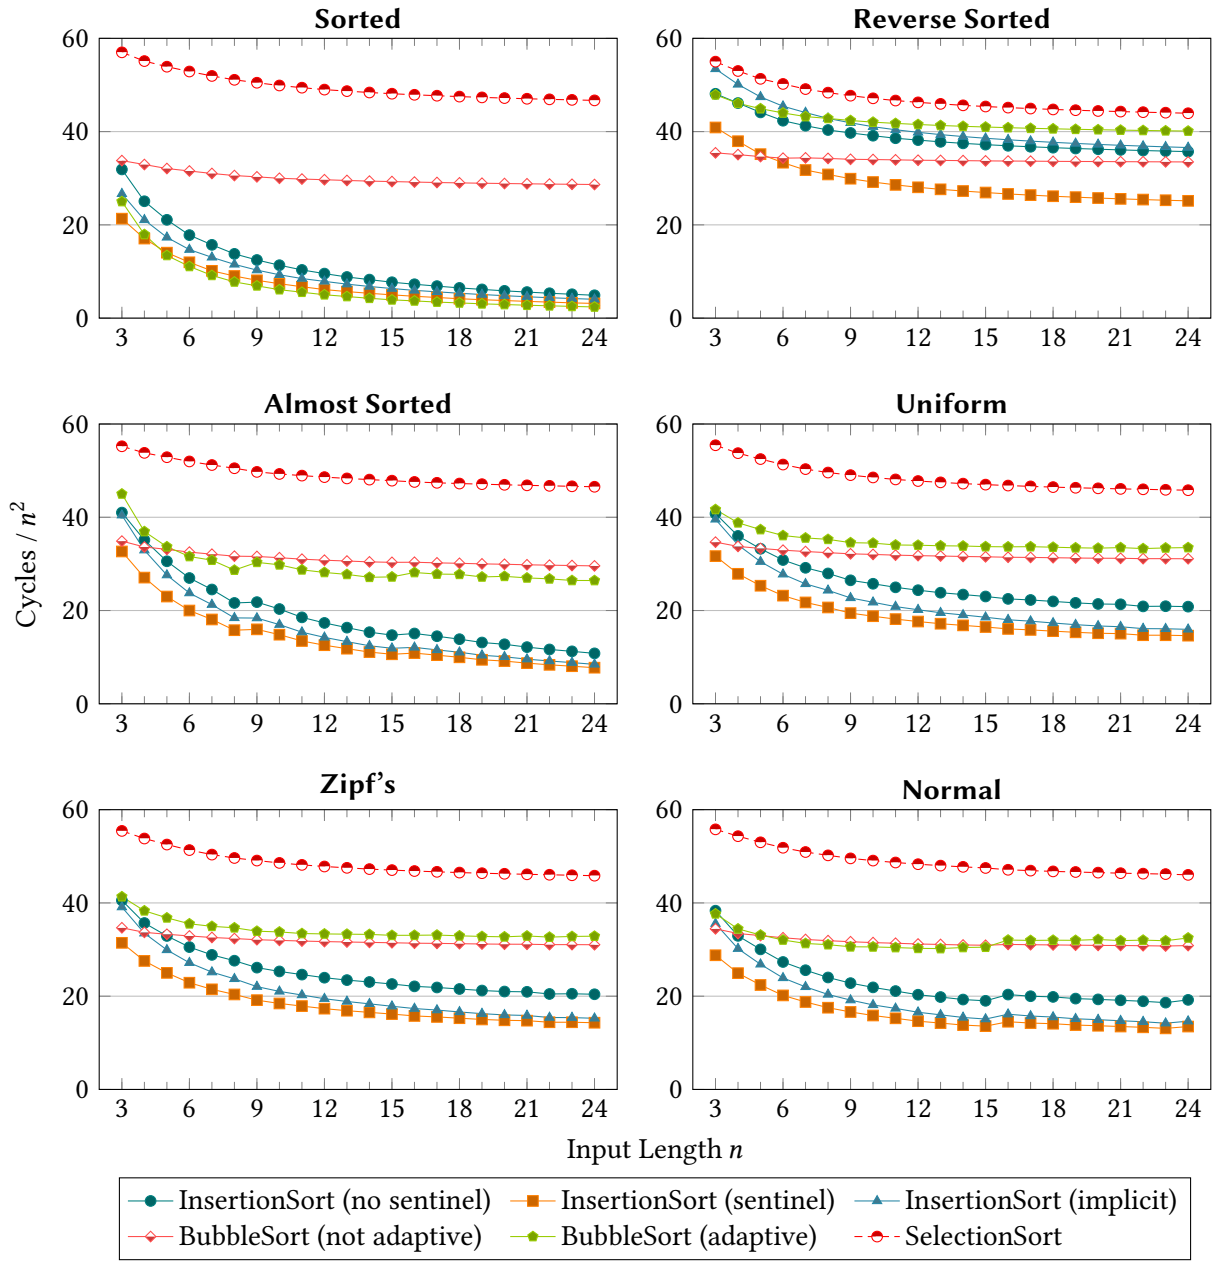 Sorted
Reverse Sorted
60
40
20
0
3 6 9 12 15 18 21 24
60
40
20
0
3 6 9 12 15 18 21 24
Almost Sorted
Uniform
Cycles / n²
60
40
20
0
3 6 9 12 15 18 21 24
60
40
20
0
3 6 9 12 15 18 21 24
Zipf's
Normal
60
40
20
0
3 6 9 12 15 18 21 24
60
40
20
0
3 6 9 12 15 18 21 24
Input Length n
InsertionSort (no sentinel) InsertionSort (sentinel) InsertionSort (implicit)
BubbleSort (not adaptive) BubbleSort (adaptive) SelectionSort